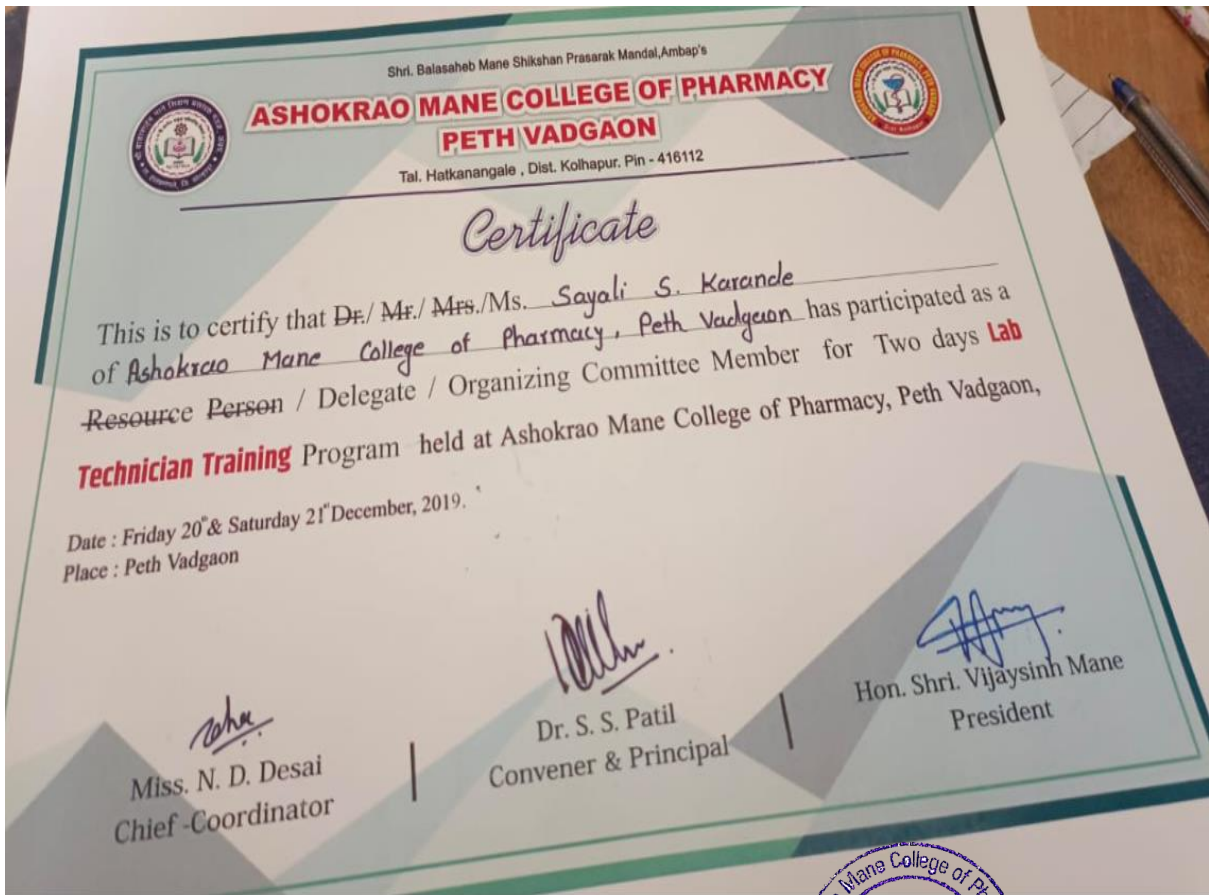 Shri. Balasaheb Mane Shikshan Prasarak Mandal,Ambap's
ASHOKRAO MANE COLLEGE OF PHARMACY
PETH VADGAON
Tal. Hatkanangale , Dist. Kolhapur. Pin - 416112
Certificate
This is to certify that Dr./ Mr./ Mrs./Ms. Sayali S. Karande
of Ashokrao Mane College of Pharmacy, Peth Vadgaon has participated as a
Resource Person / Delegate / Organizing Committee Member for Two days Lab
Technician Training Program held at Ashokrao Mane College of Pharmacy, Peth Vadgaon,
Date : Friday 20th & Saturday 21st December, 2019.
Place : Peth Vadgaon
Miss. N. D. Desai
Chief -Coordinator
Dr. S. S. Patil
Convener & Principal
Hon. Shri. Vijaysinh Mane
President
Mane College of